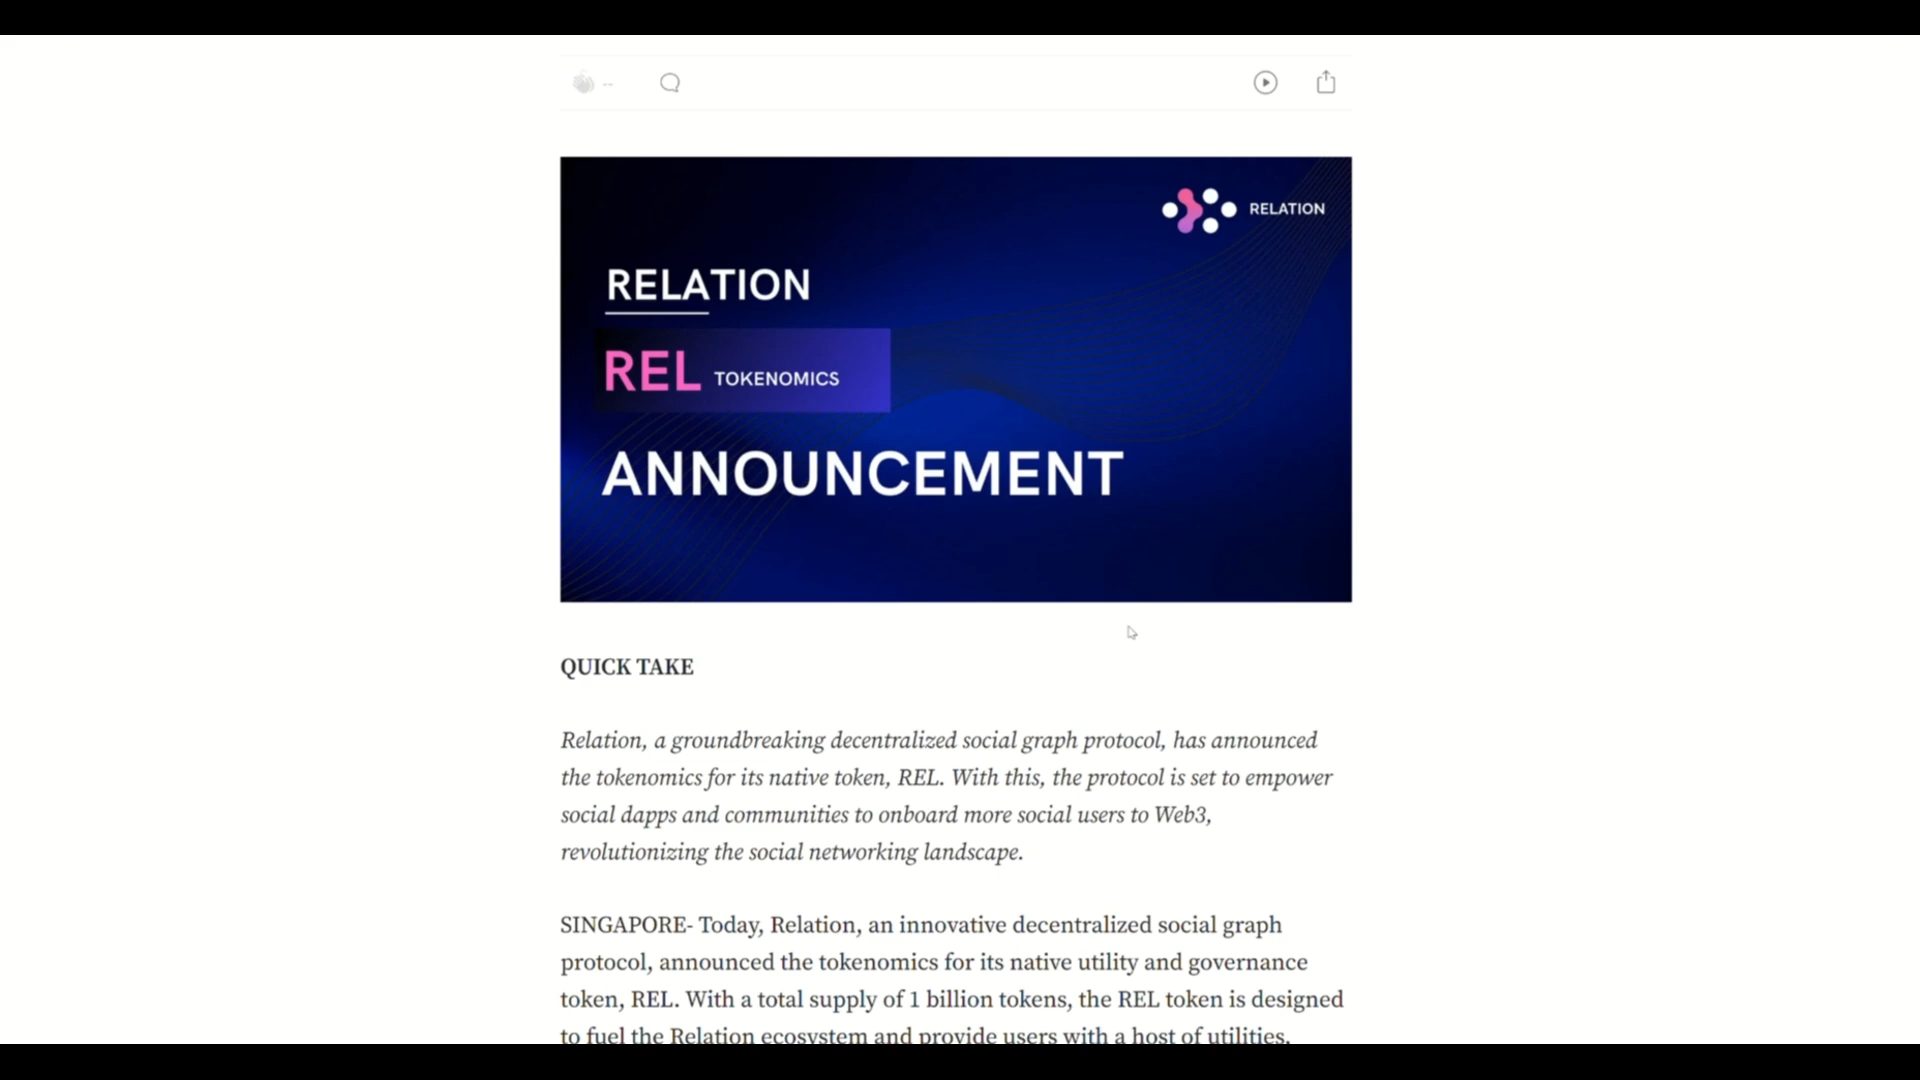 --
RELATION
RELATION
REL TOKENOMICS
ANNOUNCEMENT
QUICK TAKE
Relation, a groundbreaking decentralized social graph protocol, has announced
the tokenomics for its native token, REL. With this, the protocol is set to empower
social dapps and communities to onboard more social users to Web3,
revolutionizing the social networking landscape.
SINGAPORE- Today, Relation, an innovative decentralized social graph
protocol, announced the tokenomics for its native utility and governance
token, REL. With a total supply of 1 billion tokens, the REL token is designed
to fuel the Relation ecosystem and provide users with a host of utilities.